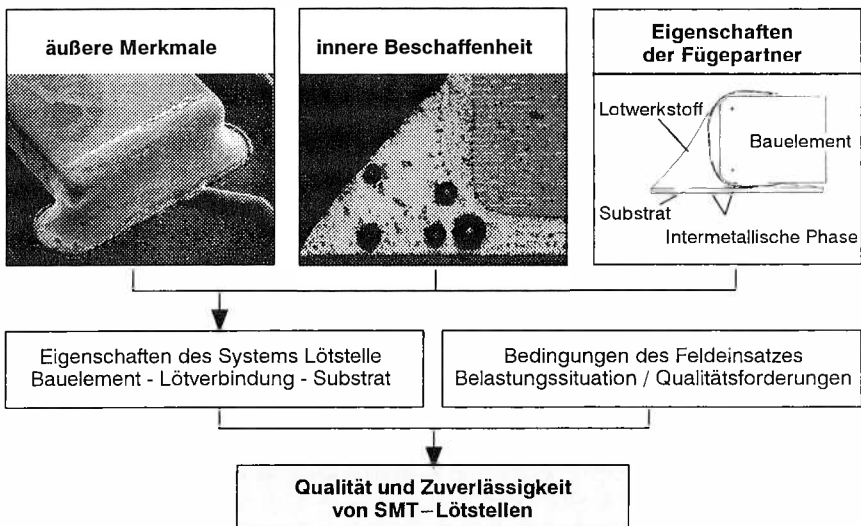 äußere Merkmale
innere Beschaffenheit
Eigenschaften
der Fügepartner
Lotwerkstoff
Bauelement
Substrat
Intermetallische Phase
Eigenschaften des Systems Lötstelle
Bauelement - Lötverbindung - Substrat
Bedingungen des Feldeinsatzes
Belastungssituation / Qualitätsforderungen
Qualität und Zuverlässigkeit
von SMT–Lötstellen